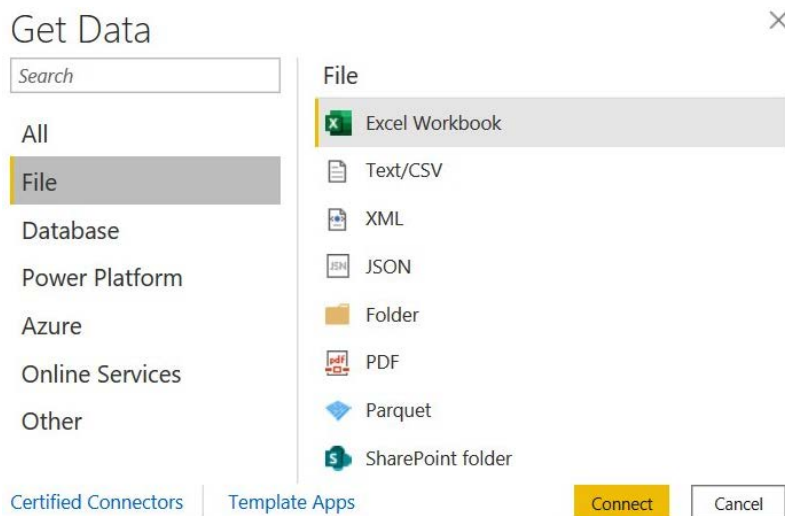 Get Data
Search
All
File
Database
Power Platform
Azure
Online Services
Other
File
Excel Workbook
Text/CSV
XML
JSON
Folder
PDF
Parquet
SharePoint folder
Certified Connectors
Template Apps
Connect
Cancel